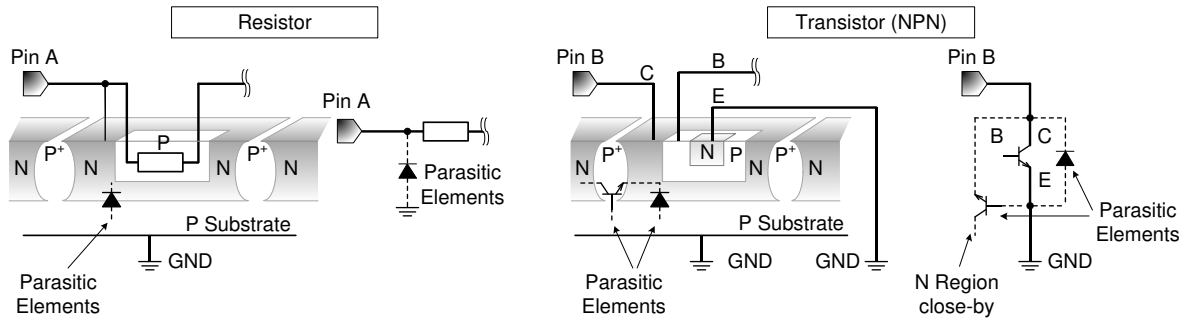 Resistor
Transistor (NPN)
Pin A
Pin B
C
B
E
Pin B
Pin A
N
P+
N
P
P+
N
N
P+
N
N
P
P+
N
B
C
E
Parasitic
Elements
P Substrate
GND
Parasitic
Elements
P Substrate
GND
GND
Parasitic
Elements
Parasitic
Elements
N Region
close-by
GND